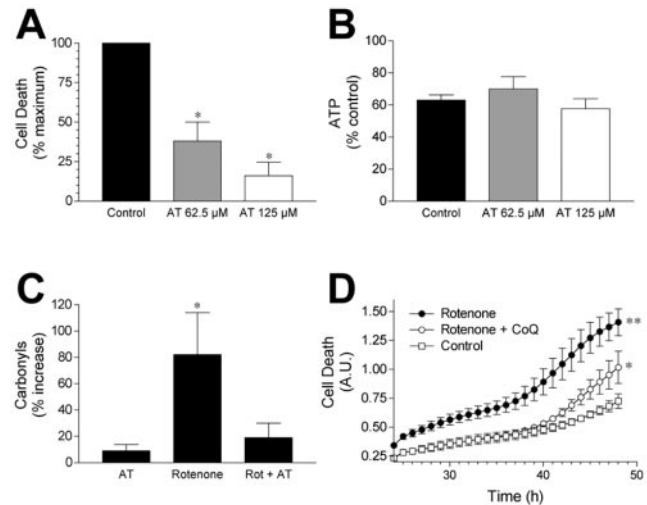 A
Cell Death
(% maximum)
100
75
50
25
0
*
*
Control
AT 62.5 µM
AT 125 µM
B
ATP
(% control)
100
80
60
40
20
0
Control
AT 62.5 µM
AT 125 µM
C
Carbonyls
(% increase)
120
100
80
60
40
20
0
*
AT
Rotenone
Rot + AT
D
Cell Death
(A.U.)
1.50
1.25
1.00
0.75
0.50
0.25
Rotenone
Rotenone + CoQ
Control
**
*
30
40
50
Time (h)